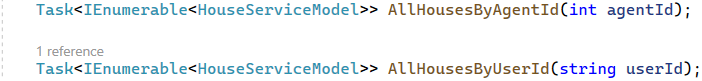 Task<IEnumerable<HouseServiceModel>> AllHousesByAgentId(int agentId);
1 reference
Task<IEnumerable<HouseServiceModel>> AllHousesByUserId(string userId);